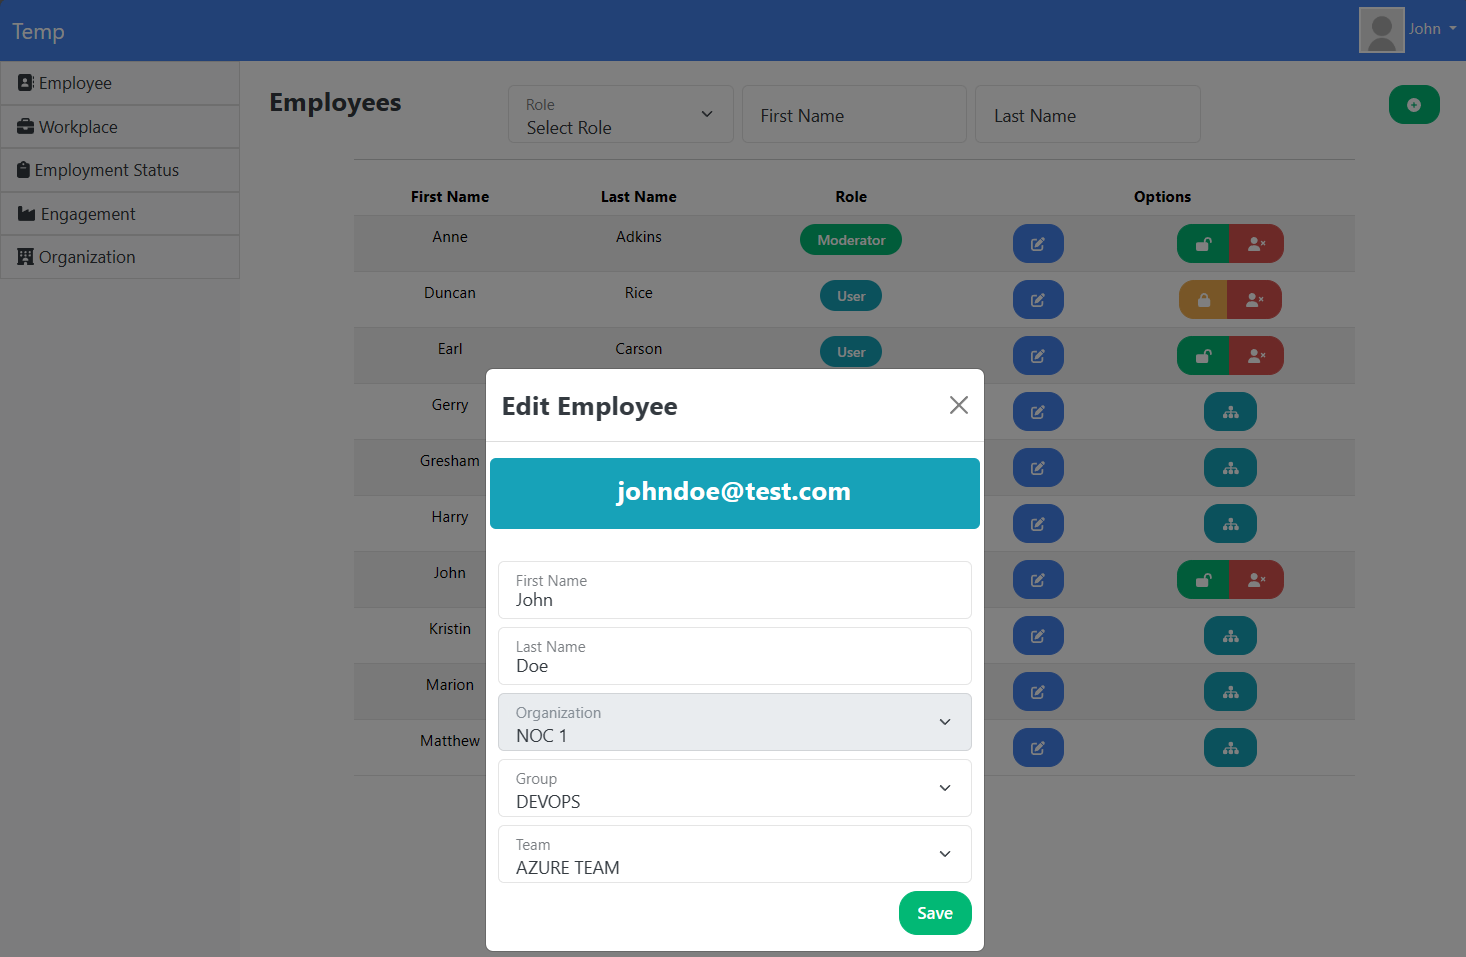 Temp
John
Employee
Workplace
Employment Status
Engagement
Organization
Employees
Role
Select Role
First Name
Last Name
First Name Last Name Role Options
Anne Adkins Moderator
Duncan Rice User
Earl Carson User
Gerry
Gresham
Harry
John
Kristin
Marion
Matthew
Edit Employee
johndoe@test.com
First Name
John
Last Name
Doe
Organization
NOC 1
Group
DEVOPS
Team
AZURE TEAM
Save